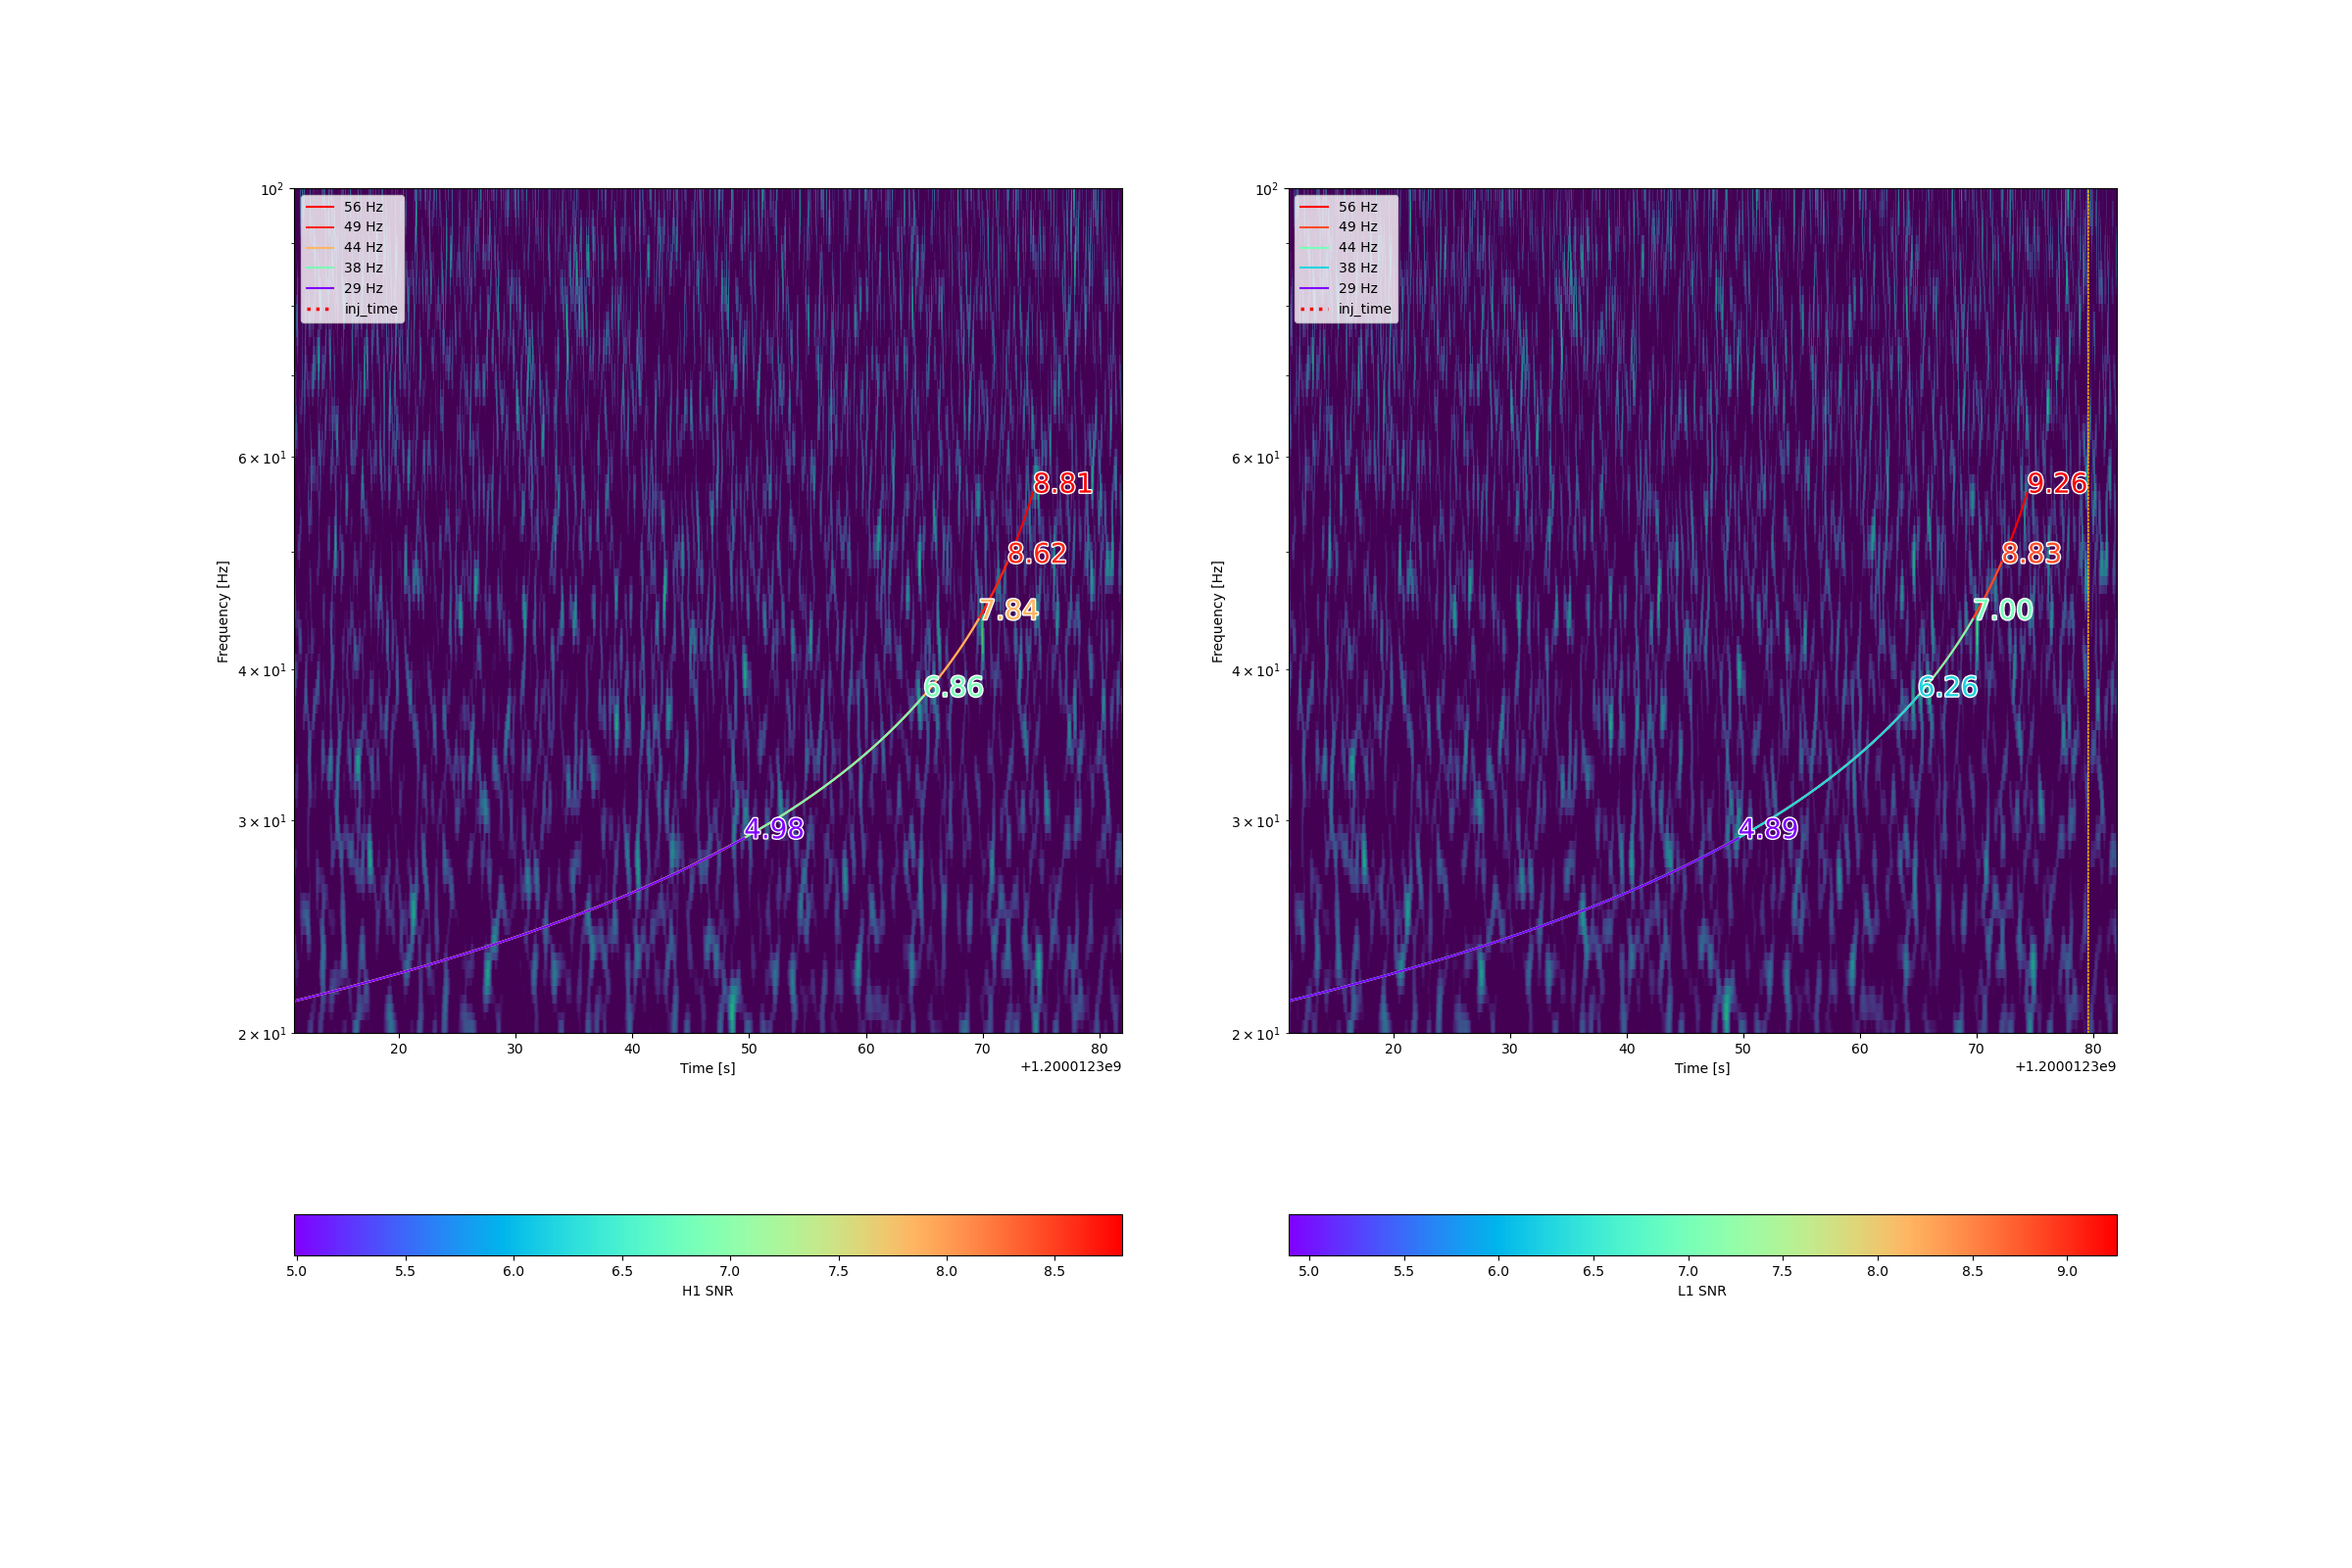 10²
6 × 10¹
4 × 10¹
3 × 10¹
2 × 10¹
Frequency [Hz]
56 Hz
49 Hz
44 Hz
38 Hz
29 Hz
inj_time
8.81
8.62
7.84
6.86
4.98
20 30 40 50 60 70 80
Time [s]
+1.2000123e9
5.0 5.5 6.0 6.5 7.0 7.5 8.0 8.5
H1 SNR
10²
6 × 10¹
4 × 10¹
3 × 10¹
2 × 10¹
Frequency [Hz]
56 Hz
49 Hz
44 Hz
38 Hz
29 Hz
inj_time
9.26
8.83
7.00
6.26
4.89
20 30 40 50 60 70 80
Time [s]
+1.2000123e9
5.0 5.5 6.0 6.5 7.0 7.5 8.0 8.5 9.0
L1 SNR